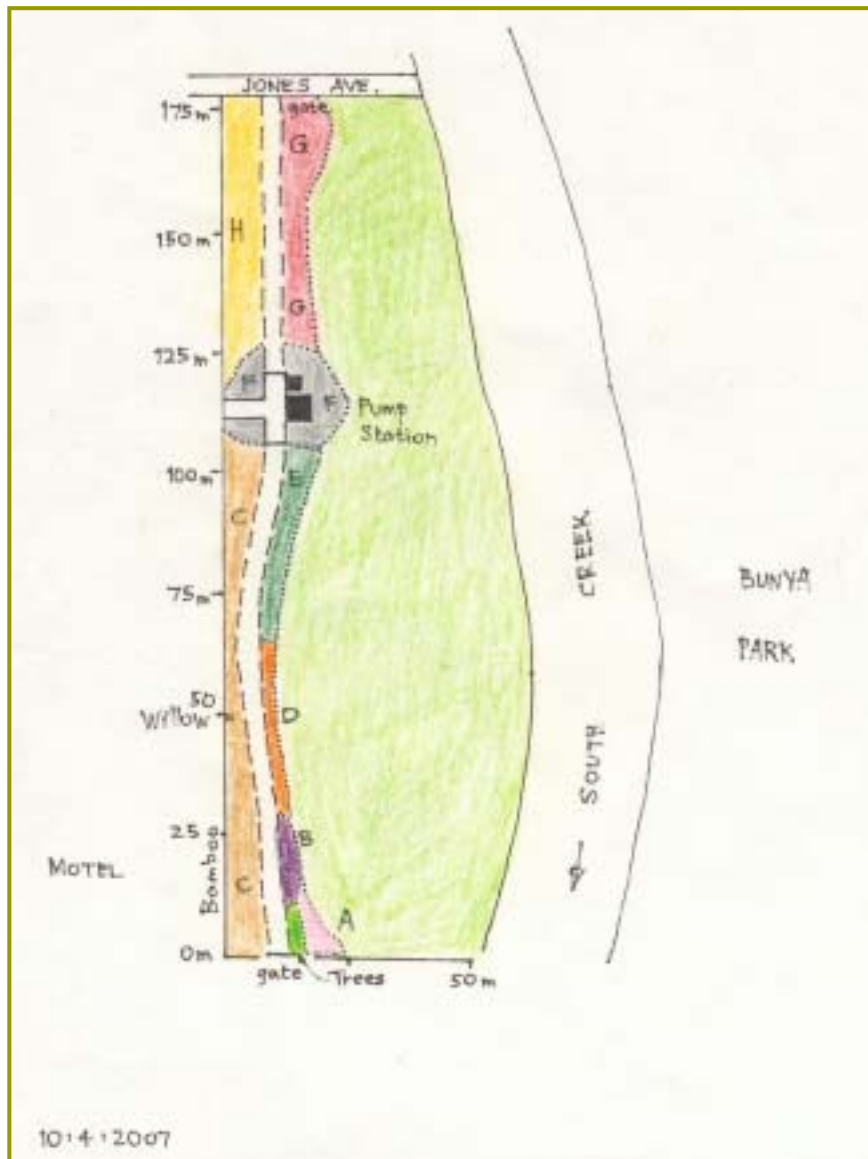 JONES AVE.
175m
gate
G
150m
H
G
125m
F
F
Pump
Station
100m
E
C
CREEK
75m
BUNYA
PARK
50
Wyllow
D
SOUTH
25
B
MOTEL
Bamboo
C
A
0m
gate
Trees
50m
10.4.2007